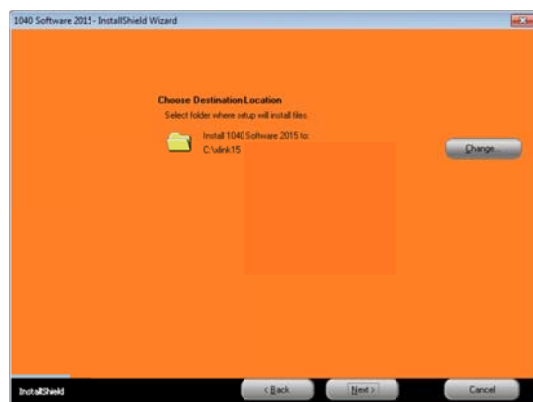 1040 Software 2015 - InstallShield Wizard
Choose Destination Location
Select folder where setup will install files.
Install 1040 Software 2015 to:
C:\xlink15
Change...
InstallShield
< Back
Next >
Cancel